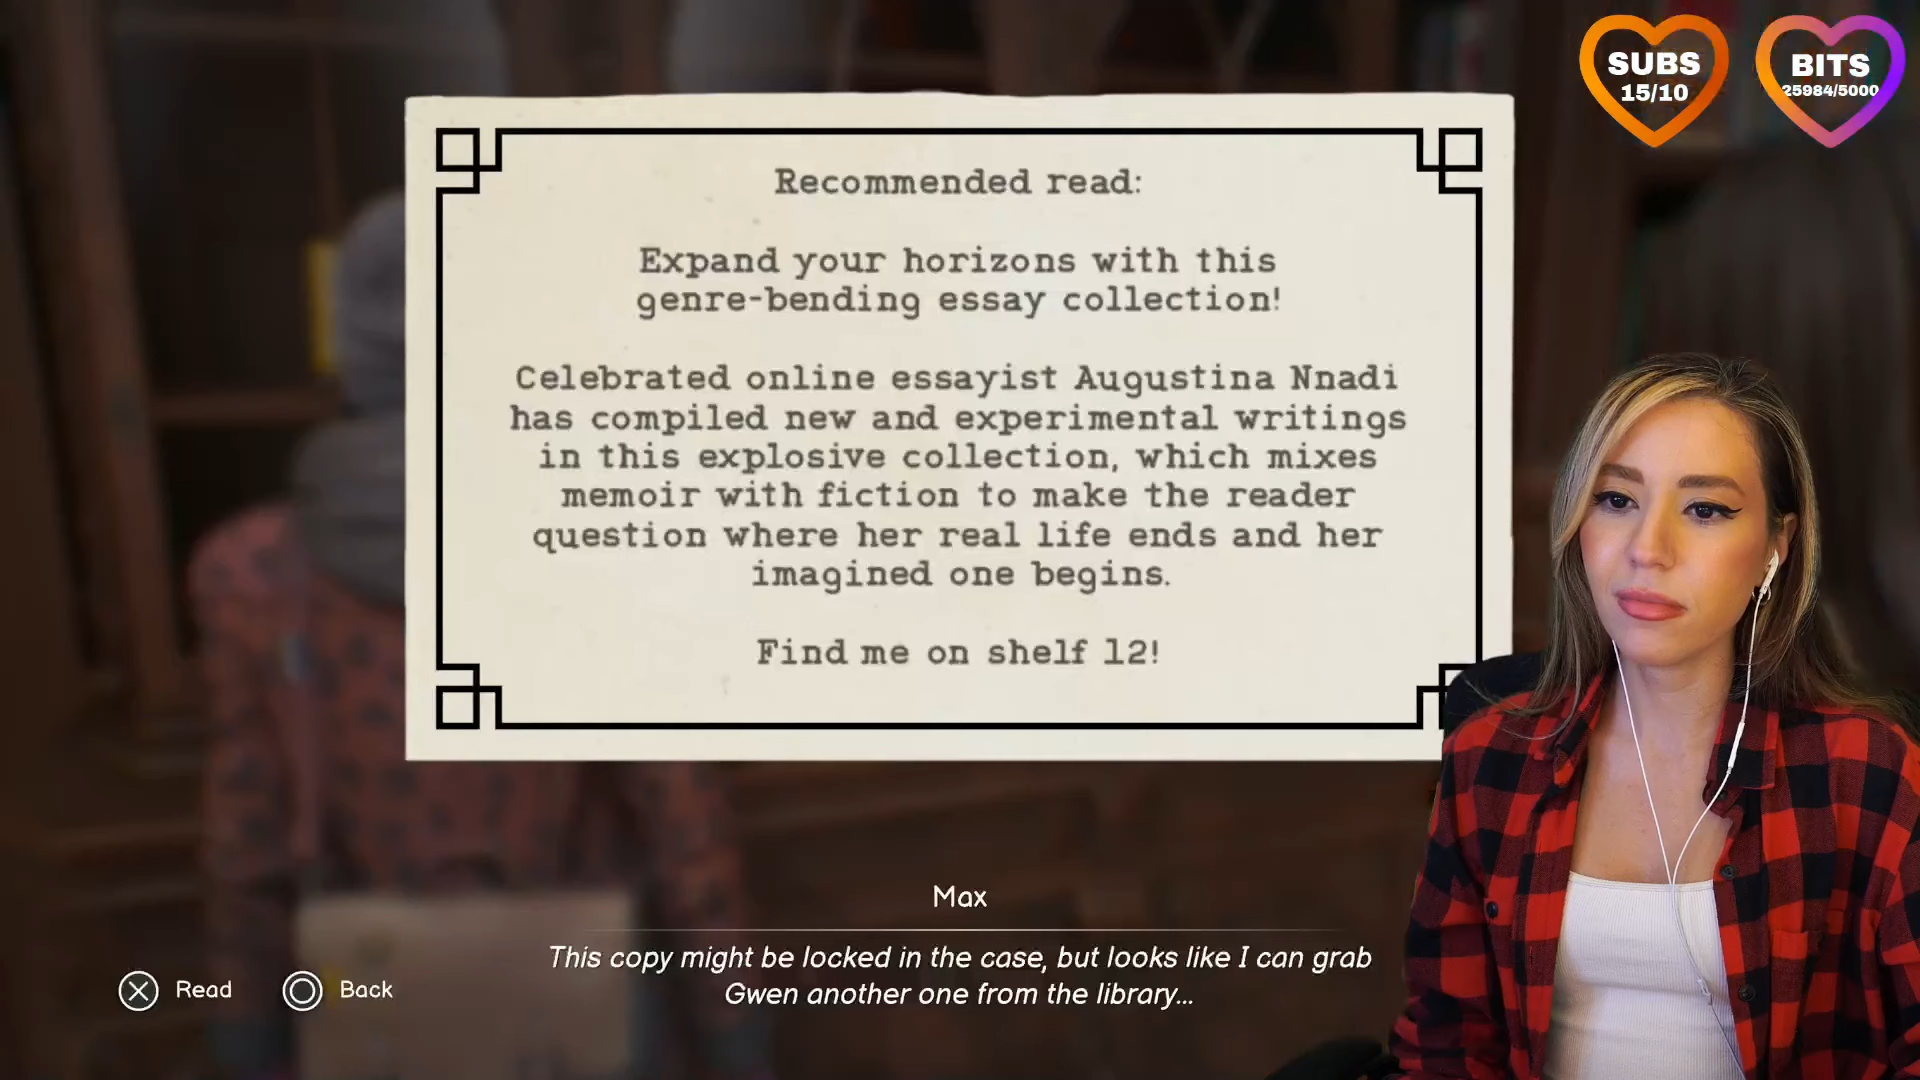 SUBS
15/10
BITS
25984/5000
Recommended read:
Expand your horizons with this
genre-bending essay collection!
Celebrated online essayist Augustina Nnadi
has compiled new and experimental writings
in this explosive collection, which mixes
memoir with fiction to make the reader
question where her real life ends and her
imagined one begins.
Find me on shelf 12!
Max
This copy might be locked in the case, but looks like I can grab
Gwen another one from the library...
Read
Back